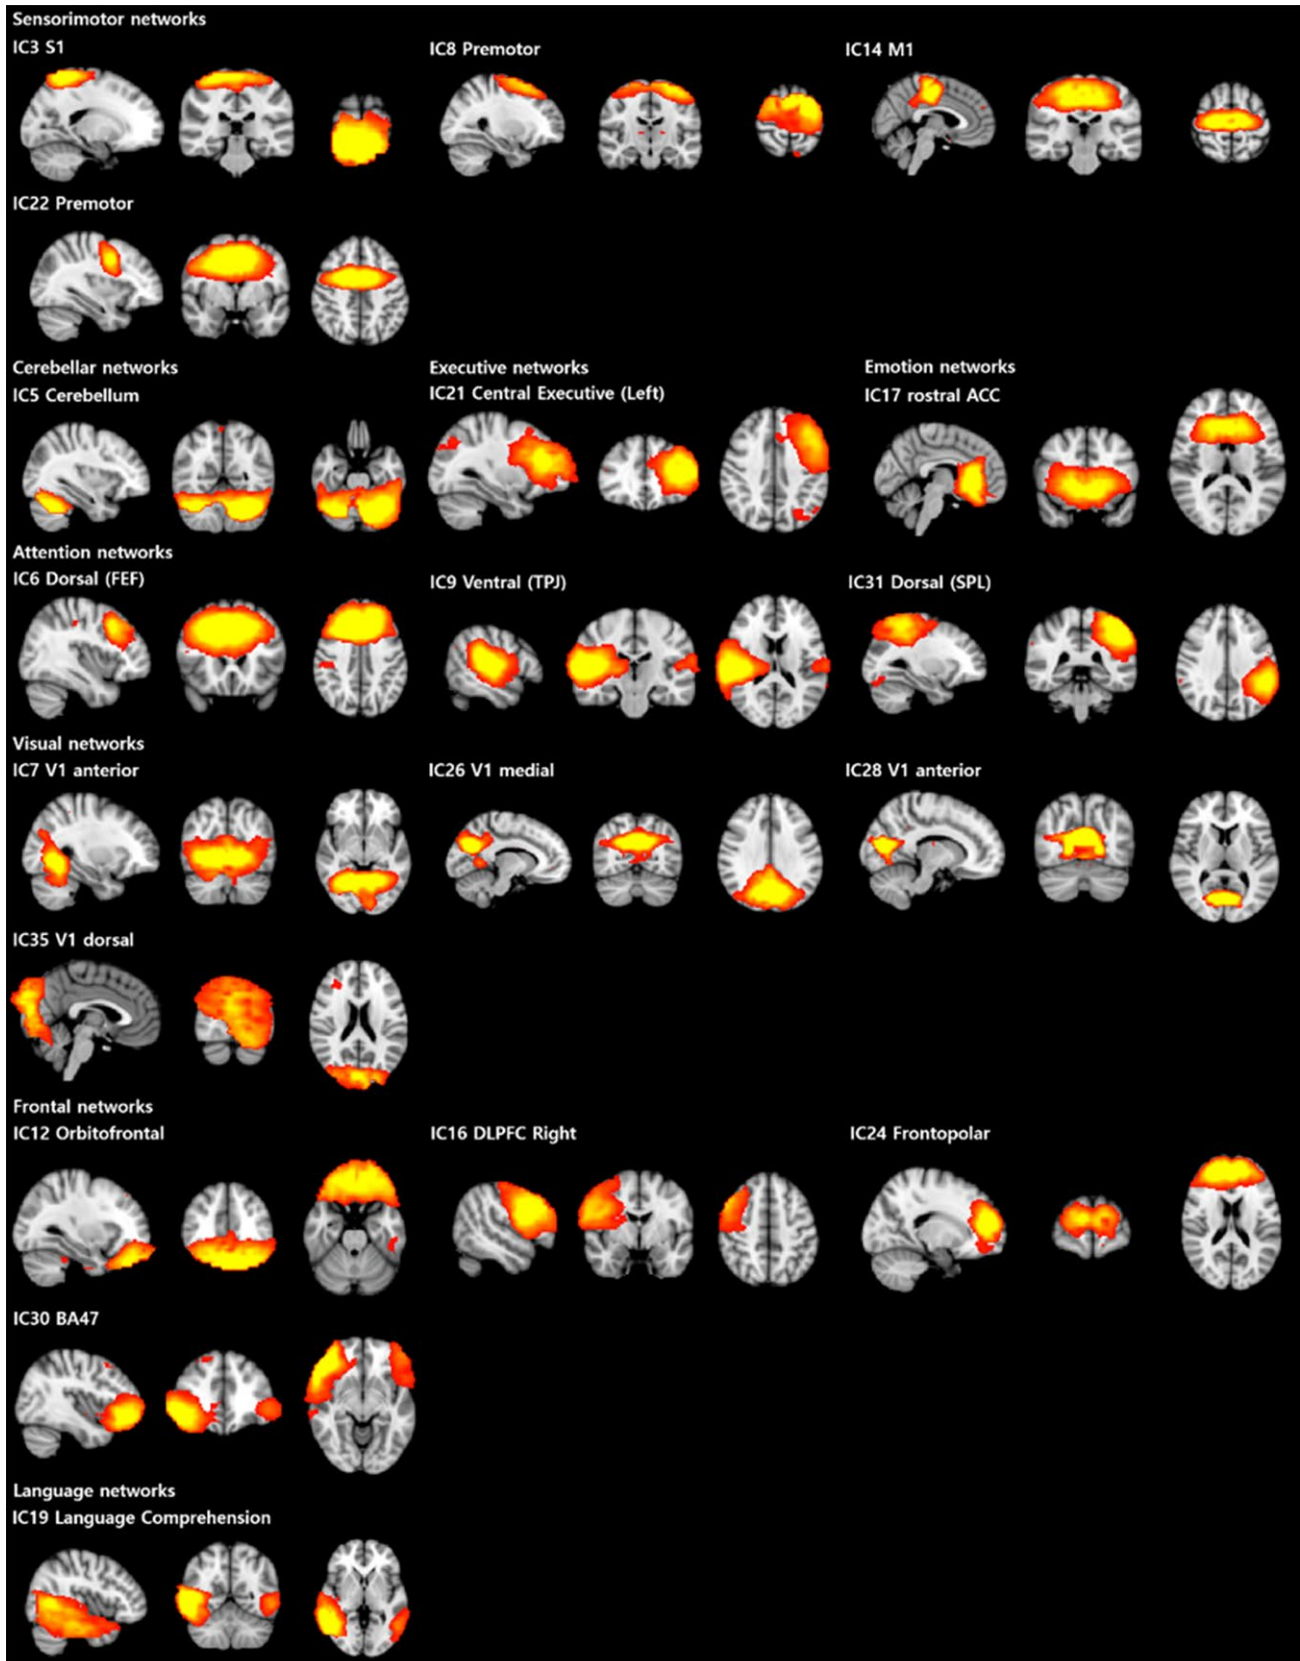 Sensorimotor networks
IC3 S1
IC8 Premotor
IC14 M1
IC22 Premotor
Cerebellar networks
Executive networks
Emotion networks
IC5 Cerebellum
IC21 Central Executive (Left)
IC17 rostral ACC
Attention networks
IC6 Dorsal (FEF)
IC9 Ventral (TPJ)
IC31 Dorsal (SPL)
Visual networks
IC7 V1 anterior
IC26 V1 medial
IC28 V1 anterior
IC35 V1 dorsal
Frontal networks
IC12 Orbitofrontal
IC16 DLPFC Right
IC24 Frontopolar
IC30 BA47
Language networks
IC19 Language Comprehension